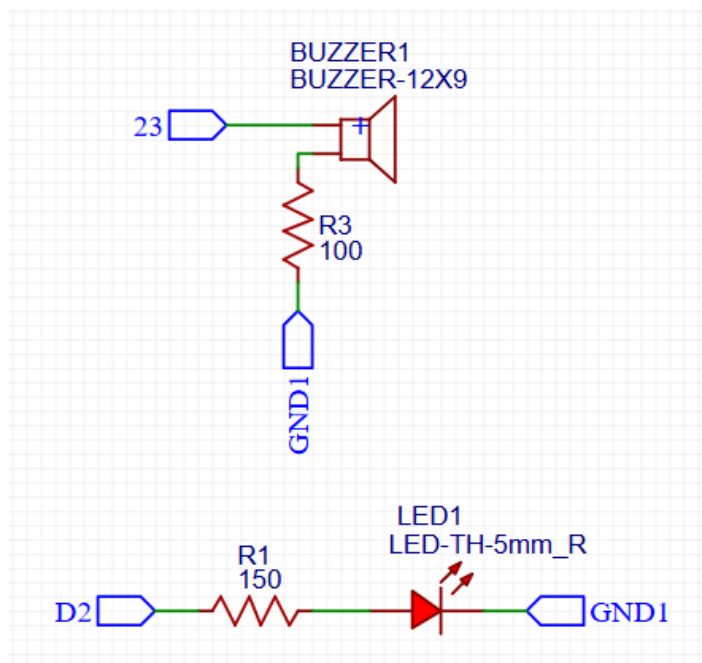 BUZZER1
BUZZER-12X9
23
+
R3
100
GND1
LED1
LED-TH-5mm_R
R1
150
D2
GND1